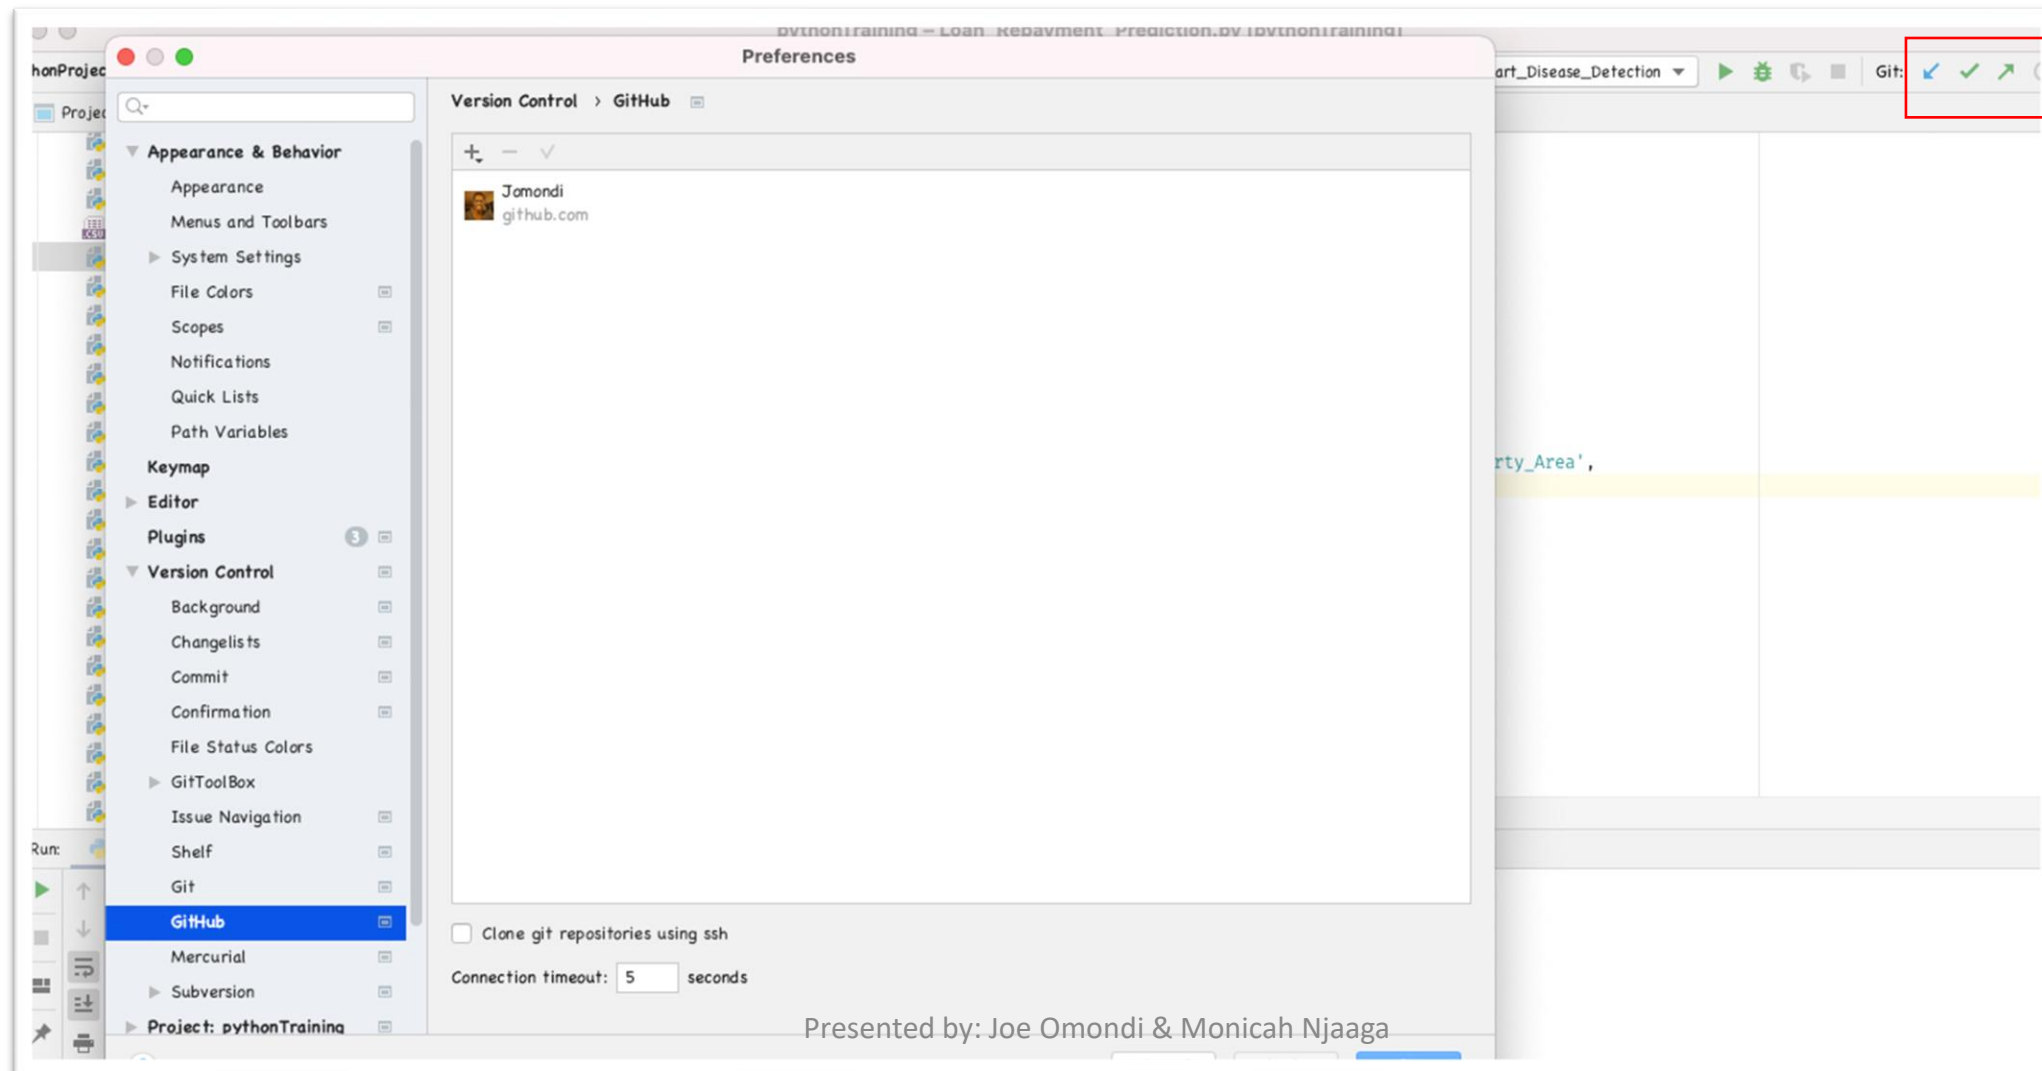 pythonTraining – Loan_Repayment_Prediction.py [pythonTraining]
Preferences
honProjec
art_Disease_Detection
Git:
Projec
Version Control › GitHub
Appearance & Behavior
Appearance
Menus and Toolbars
System Settings
File Colors
Scopes
Notifications
Quick Lists
Path Variables
Keymap
Editor
Plugins 3
Version Control
Background
Changelists
Commit
Confirmation
File Status Colors
GitToolBox
Issue Navigation
Shelf
Git
GitHub
Mercurial
Subversion
Project: pythonTraining
Jomondi
github.com
rty_Area',
Clone git repositories using ssh
Connection timeout: 5 seconds
Run:
.CSV
Presented by: Joe Omondi & Monicah Njaaga